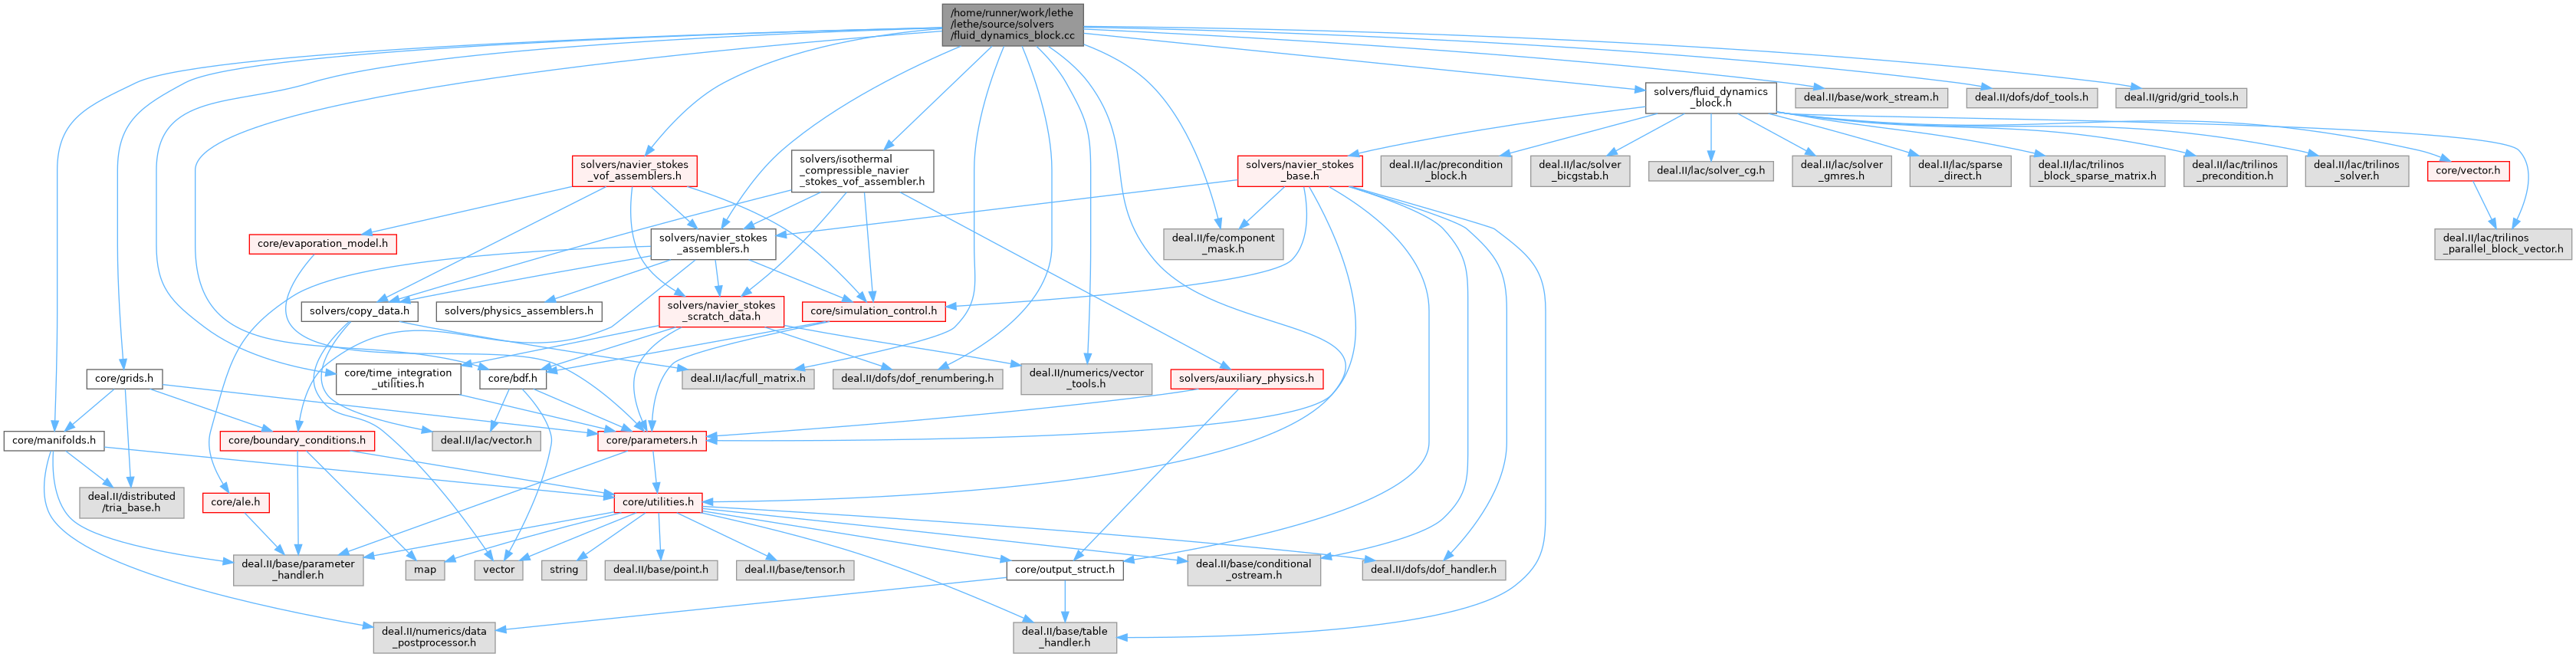 /home/runner/work/lethe
/lethe/source/solvers
/fluid_dynamics_block.cc
solvers/fluid_dynamics
_block.h
deal.II/base/work_stream.h
deal.II/dofs/dof_tools.h
deal.II/grid/grid_tools.h
solvers/navier_stokes
_vof_assemblers.h
solvers/isothermal
_compressible_navier
_stokes_vof_assembler.h
solvers/navier_stokes
_base.h
deal.II/lac/precondition
_block.h
deal.II/lac/solver
_bicgstab.h
deal.II/lac/solver_cg.h
deal.II/lac/solver
_gmres.h
deal.II/lac/sparse
_direct.h
deal.II/lac/trilinos
_block_sparse_matrix.h
deal.II/lac/trilinos
_precondition.h
deal.II/lac/trilinos
_solver.h
core/vector.h
core/evaporation_model.h
solvers/navier_stokes
_assemblers.h
deal.II/fe/component
_mask.h
deal.II/lac/trilinos
_parallel_block_vector.h
solvers/copy_data.h
solvers/physics_assemblers.h
solvers/navier_stokes
_scratch_data.h
core/simulation_control.h
core/grids.h
core/time_integration
_utilities.h
core/bdf.h
deal.II/lac/full_matrix.h
deal.II/dofs/dof_renumbering.h
deal.II/numerics/vector
_tools.h
solvers/auxiliary_physics.h
core/manifolds.h
core/boundary_conditions.h
deal.II/lac/vector.h
core/parameters.h
deal.II/distributed
/tria_base.h
core/ale.h
core/utilities.h
deal.II/base/parameter
_handler.h
map
vector
string
deal.II/base/point.h
deal.II/base/tensor.h
core/output_struct.h
deal.II/base/conditional
_ostream.h
deal.II/dofs/dof_handler.h
deal.II/numerics/data
_postprocessor.h
deal.II/base/table
_handler.h